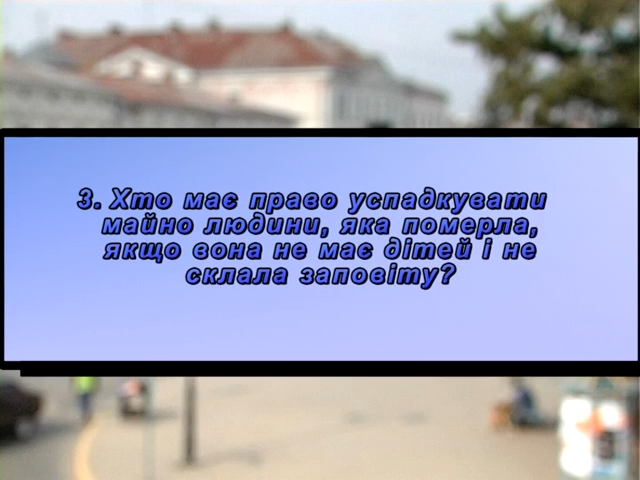 3. Хто має право успадкувати
майно людини, яка померла,
якщо вона не має дітей і не
склала заповіту?